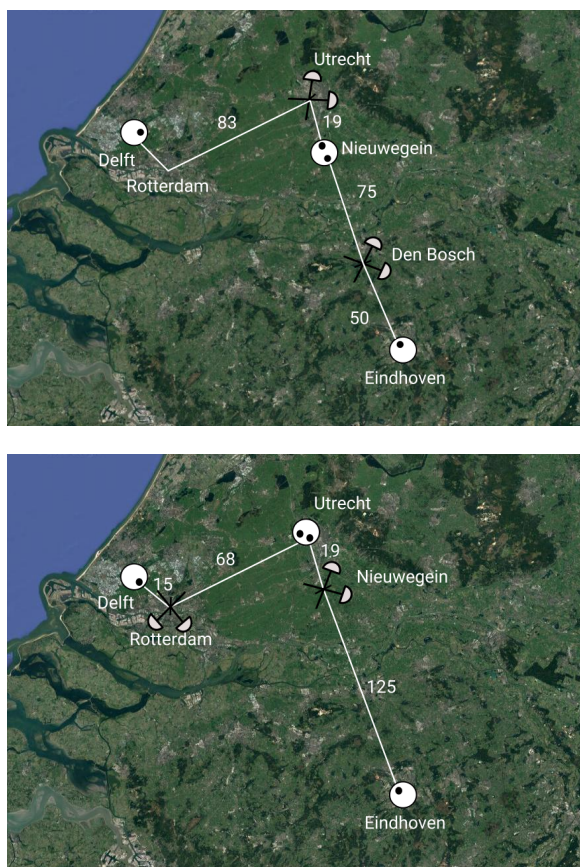 Utrecht
83
19
Delft
Nieuwegein
Rotterdam
75
Den Bosch
50
Eindhoven
Utrecht
68
19
15
Nieuwegein
Delft
Rotterdam
125
Eindhoven